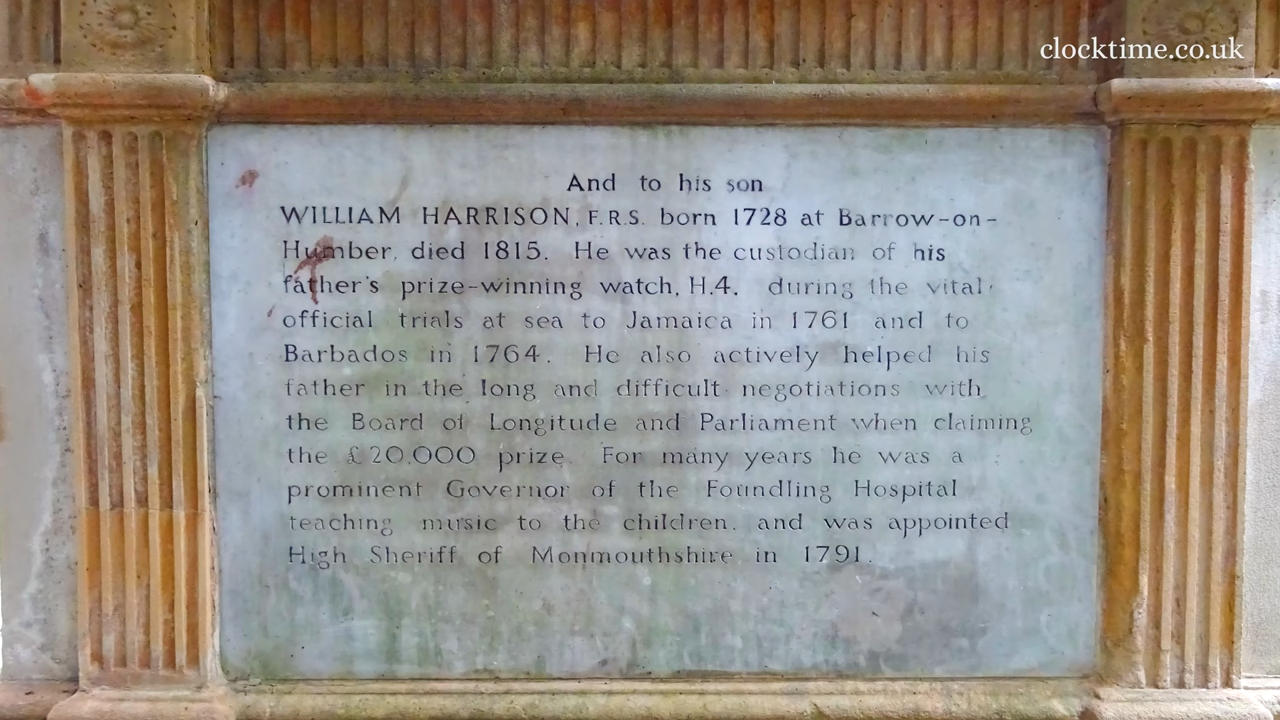 clocktime.co.uk
And to his son
WILLIAM HARRISON, F.R.S. born 1728 at Barrow-on-
Humber, died 1815. He was the custodian of his
father's prize-winning watch, H.4. during the vital
official trials at sea to Jamaica in 1761 and to
Barbados in 1764. He also actively helped his
father in the long and difficult negotiations with
the Board of Longitude and Parliament when claiming
the £20,000 prize. For many years he was a
prominent Governor of the Foundling Hospital
teaching music to the children, and was appointed
High Sheriff of Monmouthshire in 1791.